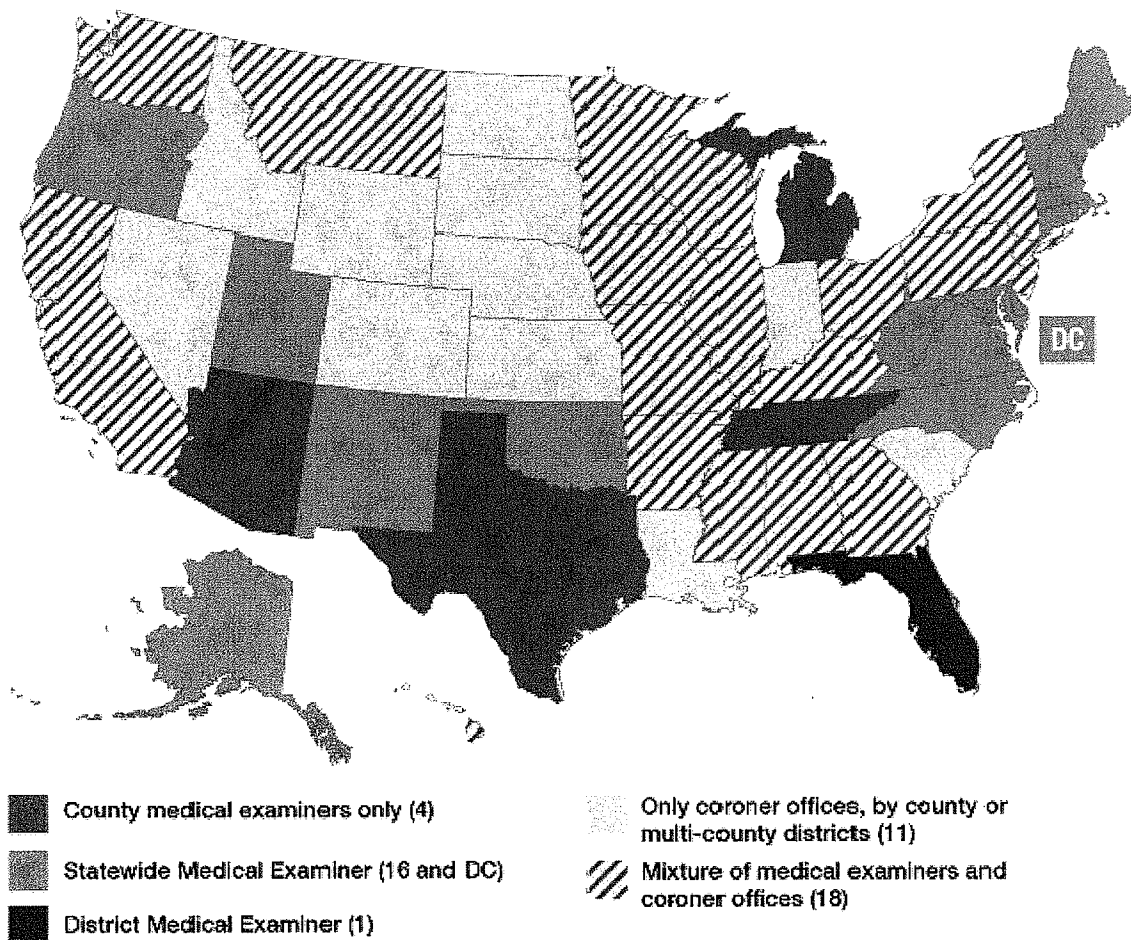 DC
County medical examiners only (4)
Statewide Medical Examiner (16 and DC)
District Medical Examiner (1)
Only coroner offices, by county or
multi-county districts (11)
Mixture of medical examiners and
coroner offices (18)